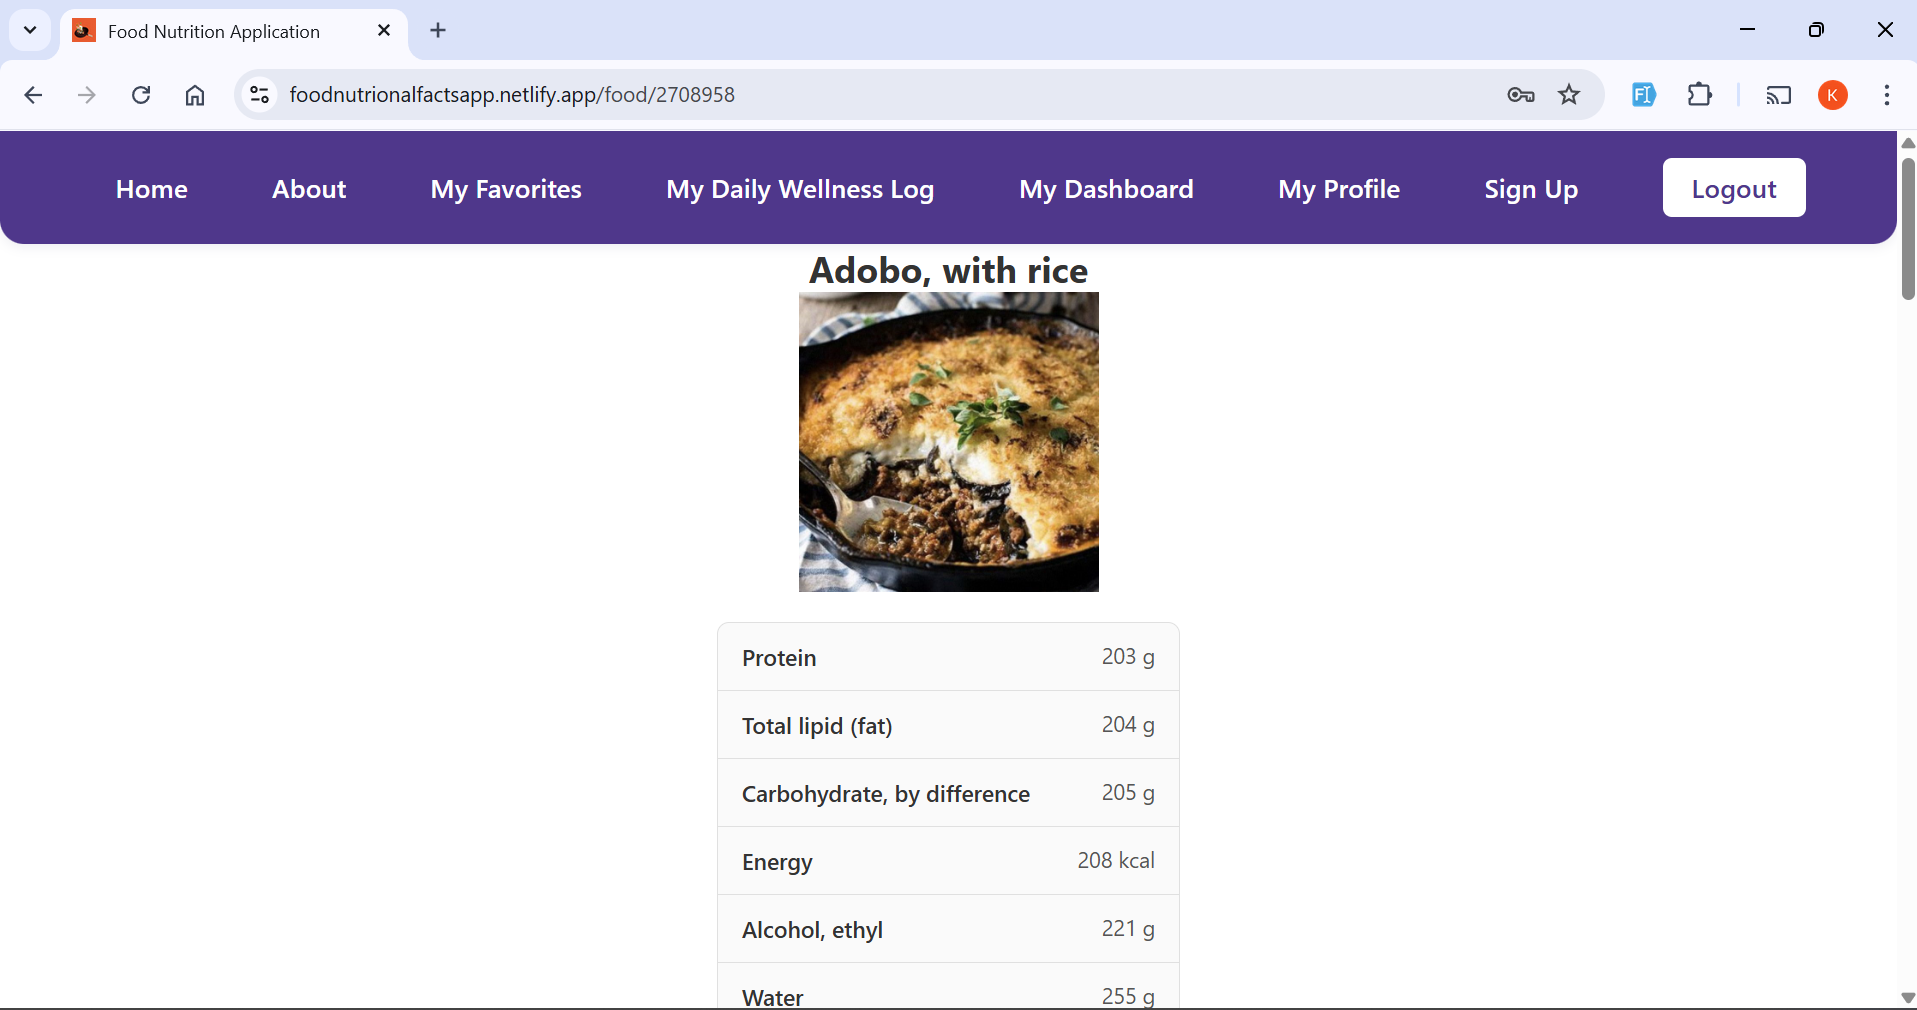 Food Nutrition Application
foodnutrionalfactsapp.netlify.app/food/2708958
FI
K
Home About My Favorites My Daily Wellness Log My Dashboard My Profile Sign Up Logout
Adobo, with rice
Protein 203 g
Total lipid (fat) 204 g
Carbohydrate, by difference 205 g
Energy 208 kcal
Alcohol, ethyl 221 g
Water 255 g